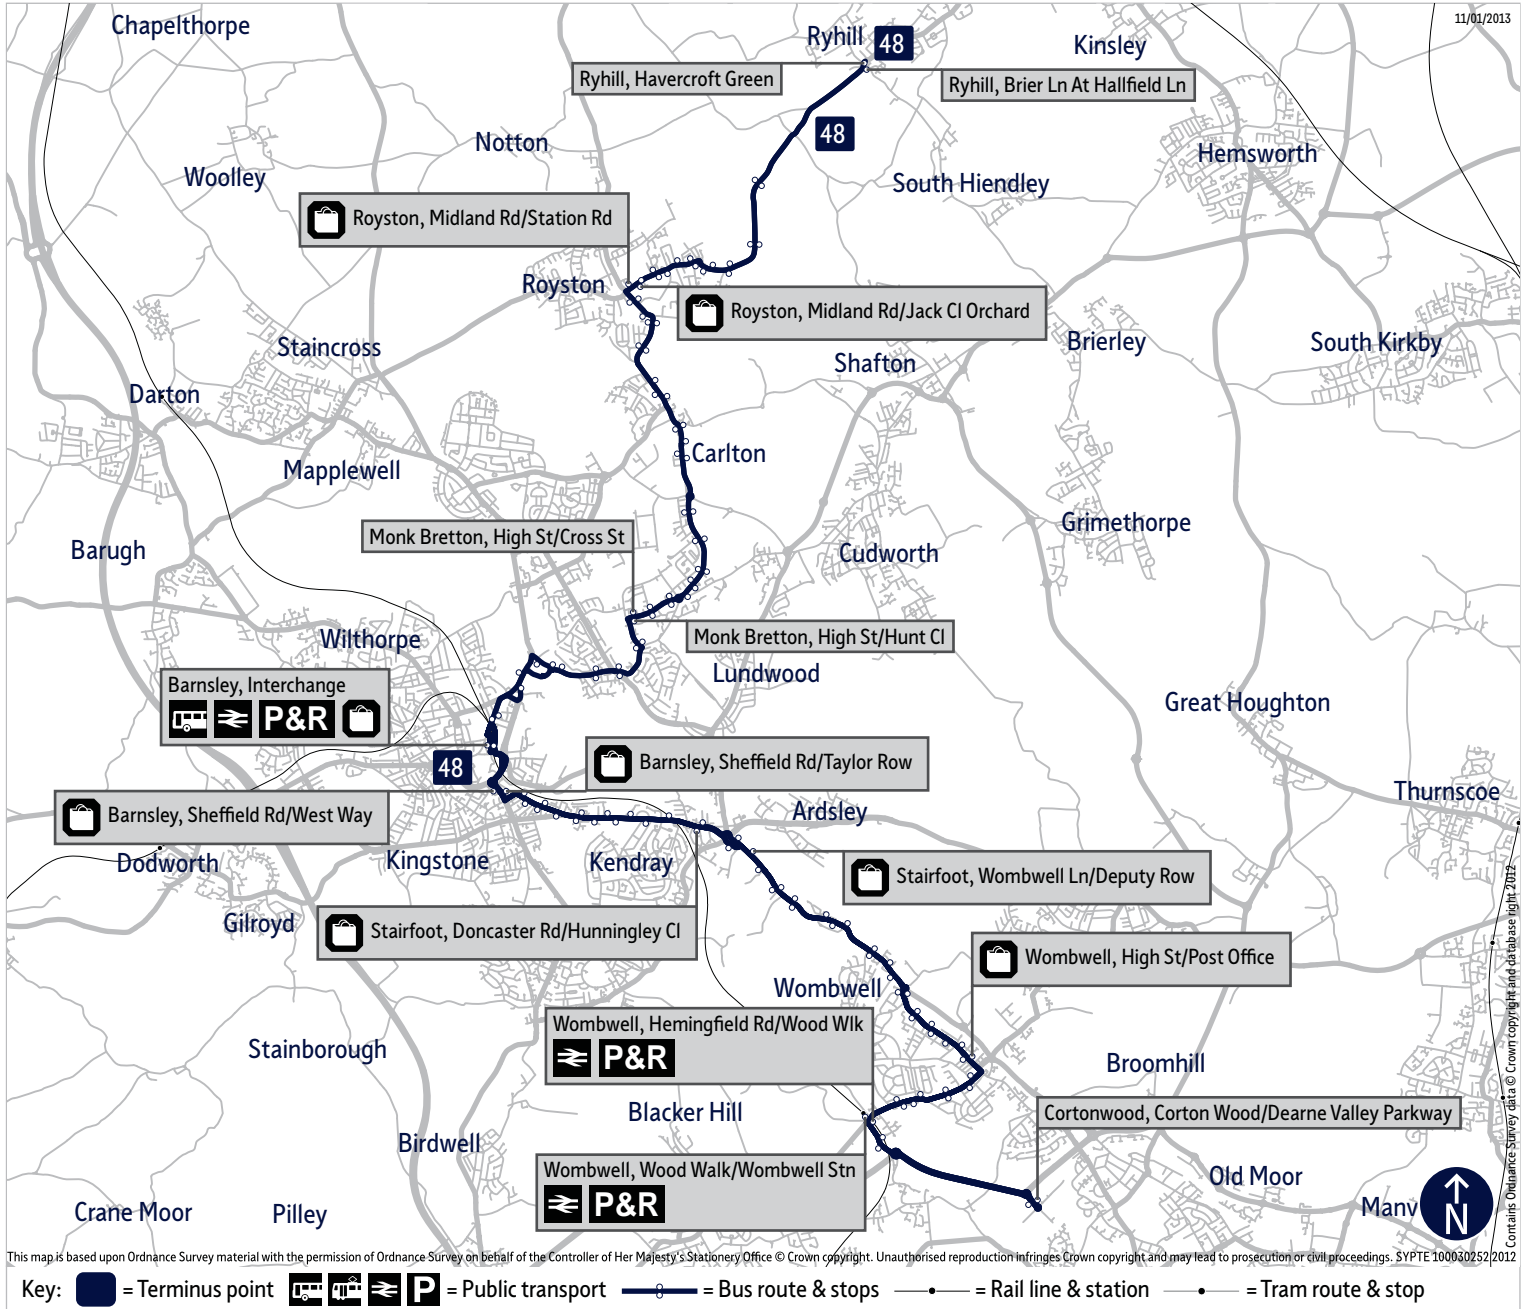 11/01/2013
Chapelthorpe
Ryhill 48
Kinsley
Ryhill, Havercroft Green
Ryhill, Brier Ln At Hallfield Ln
48
Notton
Hemsworth
Woolley
South Hiendley
Royston, Midland Rd/Station Rd
Royston
Royston, Midland Rd/Jack Cl Orchard
Staincross
Shafton
Brierley
South Kirkby
Darton
Carlton
Mapplewell
Monk Bretton, High St/Cross St
Grimethorpe
Barugh
Cudworth
Wilthorpe
Monk Bretton, High St/Hunt Cl
Lundwood
Barnsley, Interchange
P&R
Great Houghton
48
Barnsley, Sheffield Rd/Taylor Row
Thurnscoe
Barnsley, Sheffield Rd/West Way
Ardsley
Dodworth
Kingstone
Kendray
Stairfoot, Wombwell Ln/Deputy Row
Gilroyd
Stairfoot, Doncaster Rd/Hunningley Cl
Wombwell, High St/Post Office
Wombwell
Wombwell, Hemingfield Rd/Wood Wlk
P&R
Stainborough
Broomhill
Blacker Hill
Cortonwood, Corton Wood/Dearne Valley Parkway
Birdwell
Wombwell, Wood Walk/Wombwell Stn
P&R
Old Moor
Crane Moor
Pilley
Manv
N
Contains Ordnance Survey data © Crown copyright and database right 2012
This map is based upon Ordnance Survey material with the permission of Ordnance Survey on behalf of the Controller of Her Majesty's Stationery Office © Crown copyright. Unauthorised reproduction infringes Crown copyright and may lead to prosecution or civil proceedings. SYPTE 100030252 2012
Key: = Terminus point P = Public transport = Bus route & stops = Rail line & station = Tram route & stop